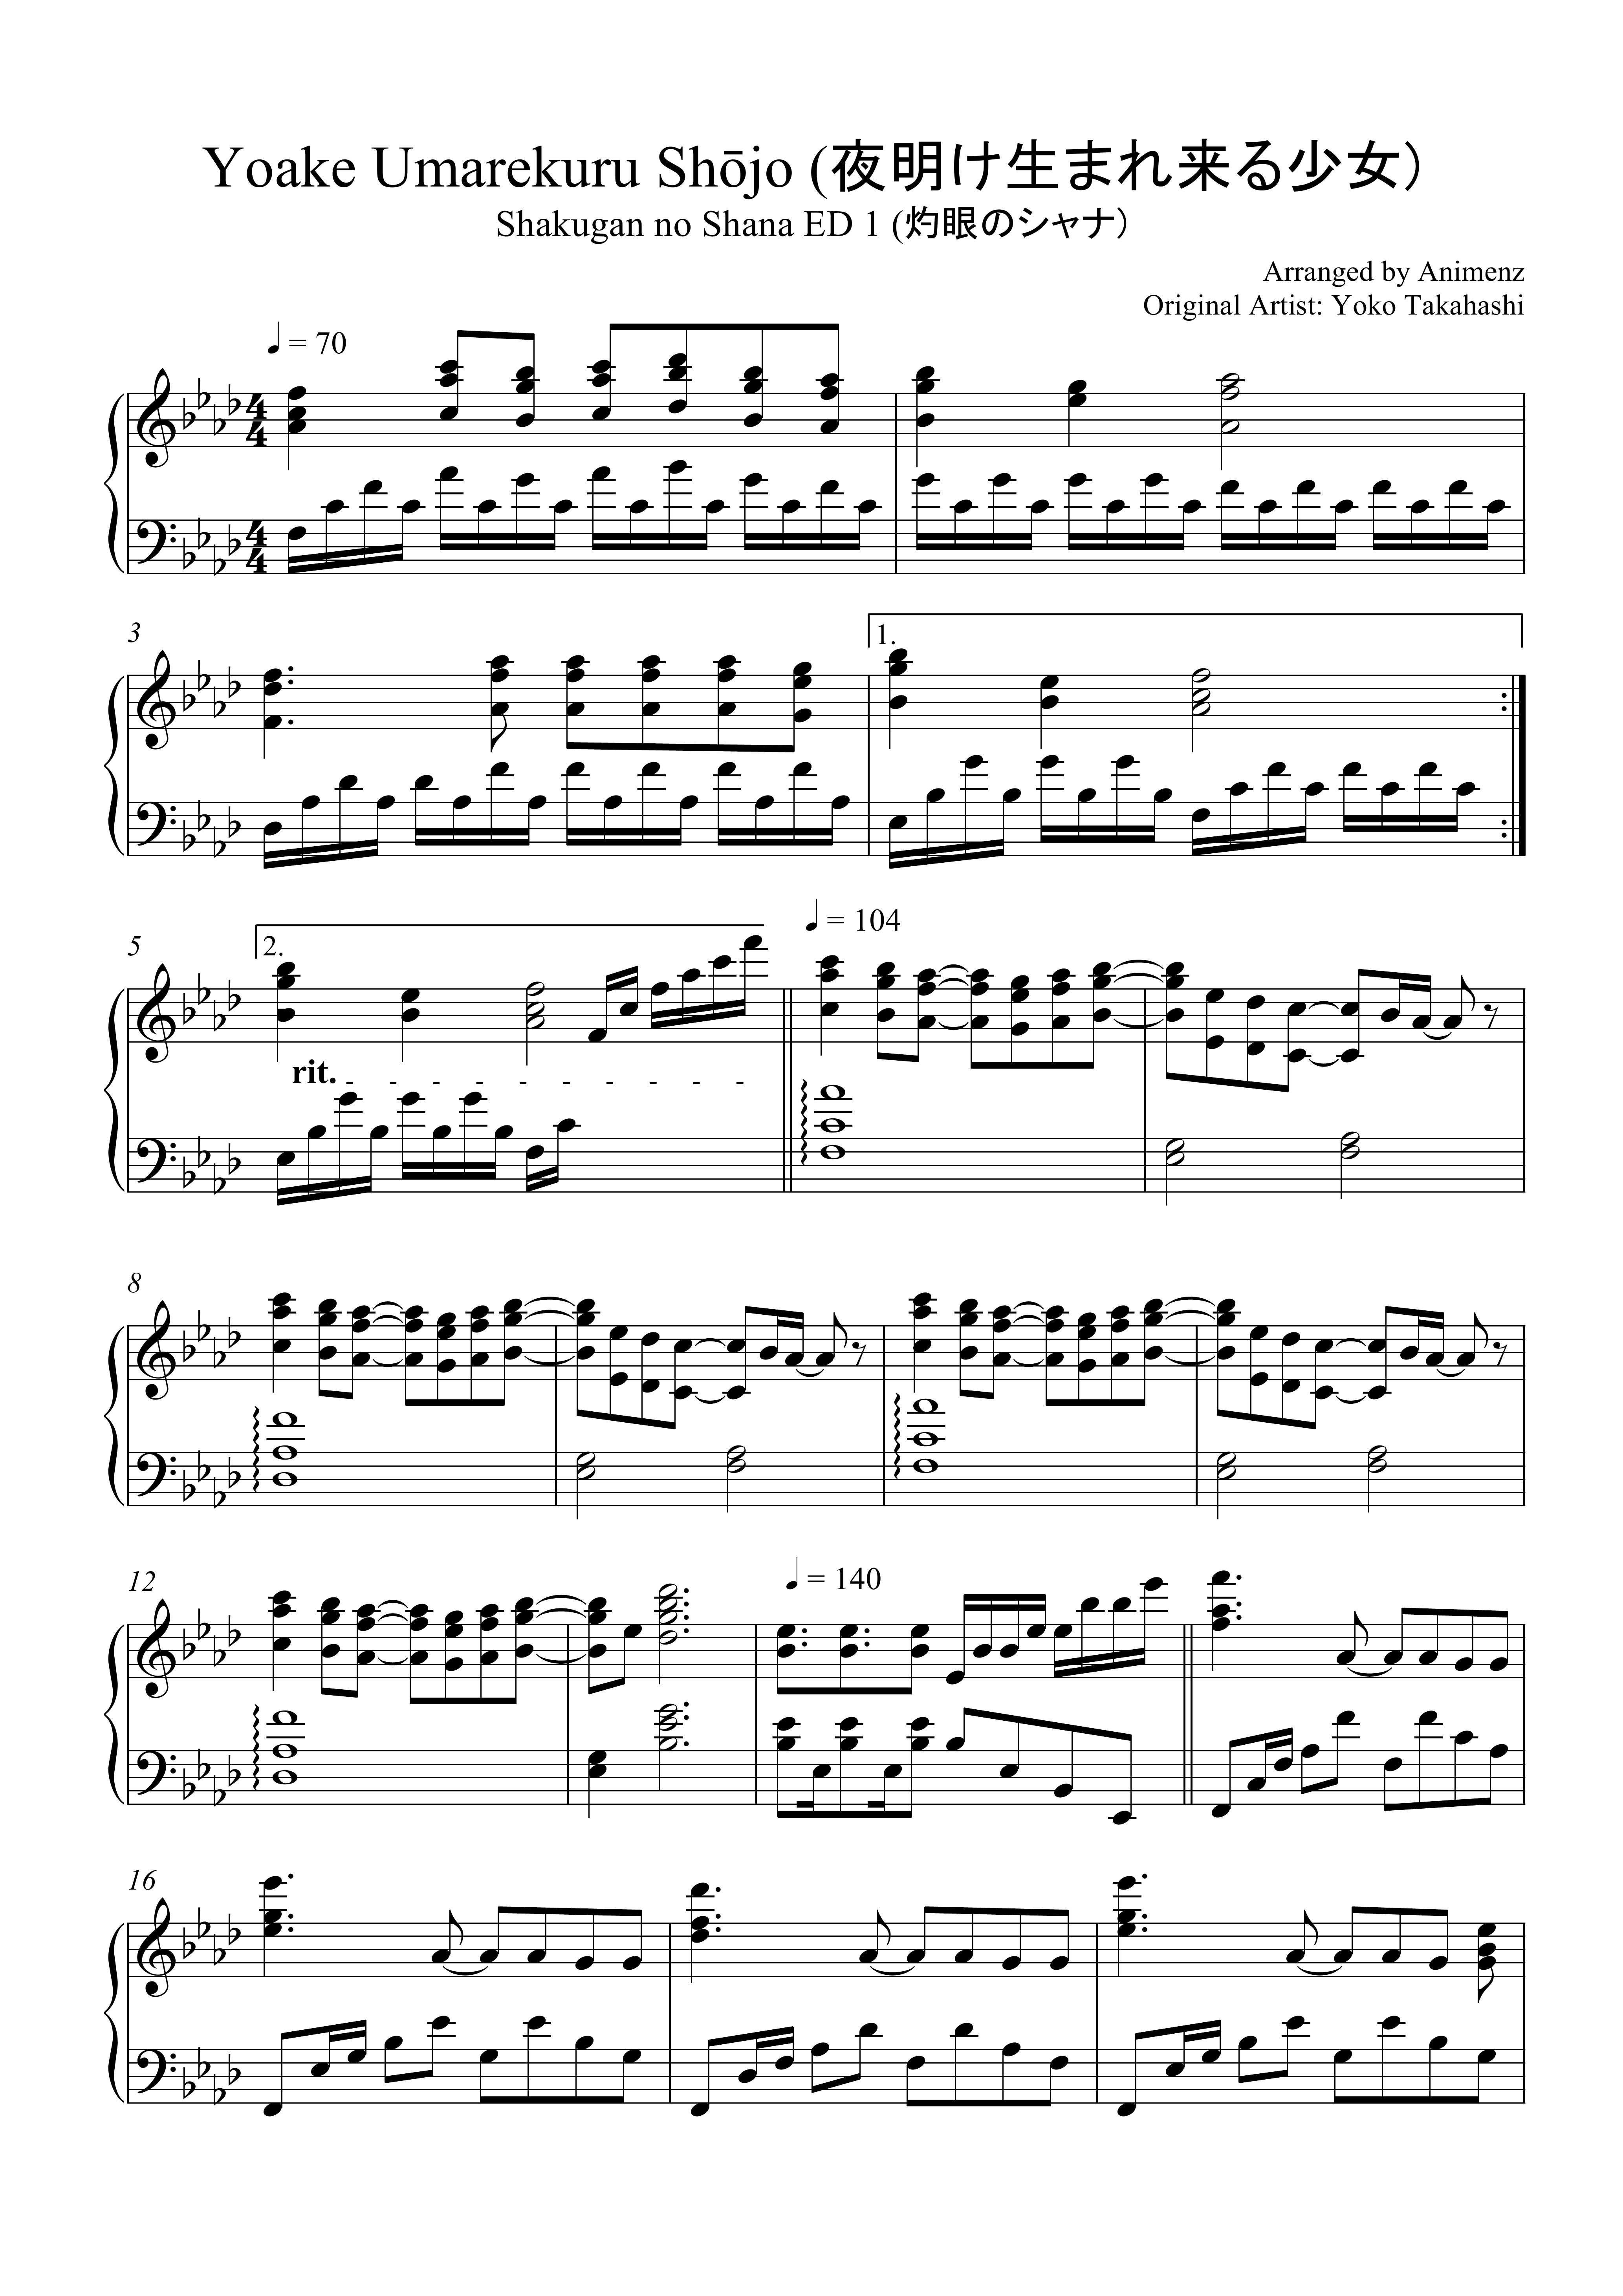 Yoake Umarekuru Shōjo (夜明け生まれ来る少女)
Shakugan no Shana ED 1 (灼眼のシャナ)
Arranged by Animenz
Original Artist: Yoko Takahashi
♩ = 70
4 4
4 4
3
1.
5
2.
♩ = 104
rit.
8
12
♩ = 140
16